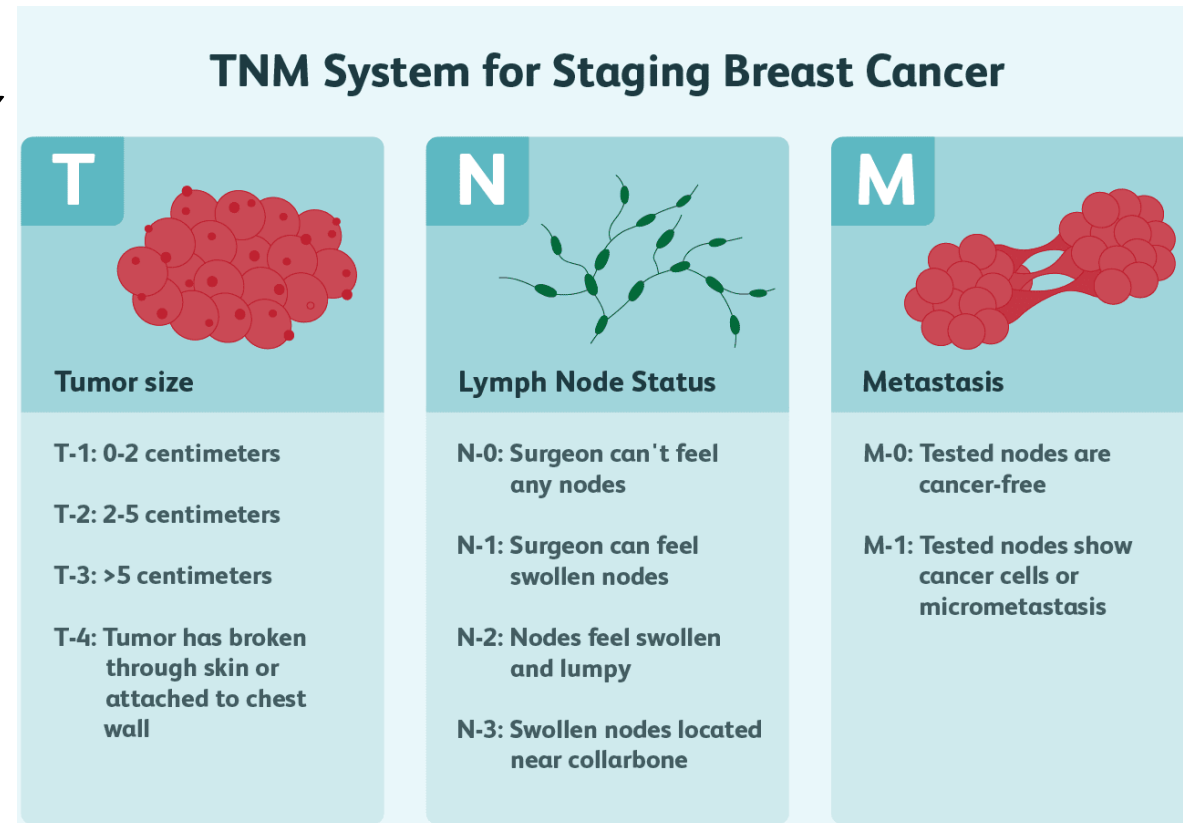 TNM System for Staging Breast Cancer
T
Tumor size
T-1: 0-2 centimeters
T-2: 2-5 centimeters
T-3: >5 centimeters
T-4: Tumor has broken
through skin or
attached to chest
wall
N
Lymph Node Status
N-0: Surgeon can't feel
any nodes
N-1: Surgeon can feel
swollen nodes
N-2: Nodes feel swollen
and lumpy
N-3: Swollen nodes located
near collarbone
M
Metastasis
M-0: Tested nodes are
cancer-free
M-1: Tested nodes show
cancer cells or
micrometastasis